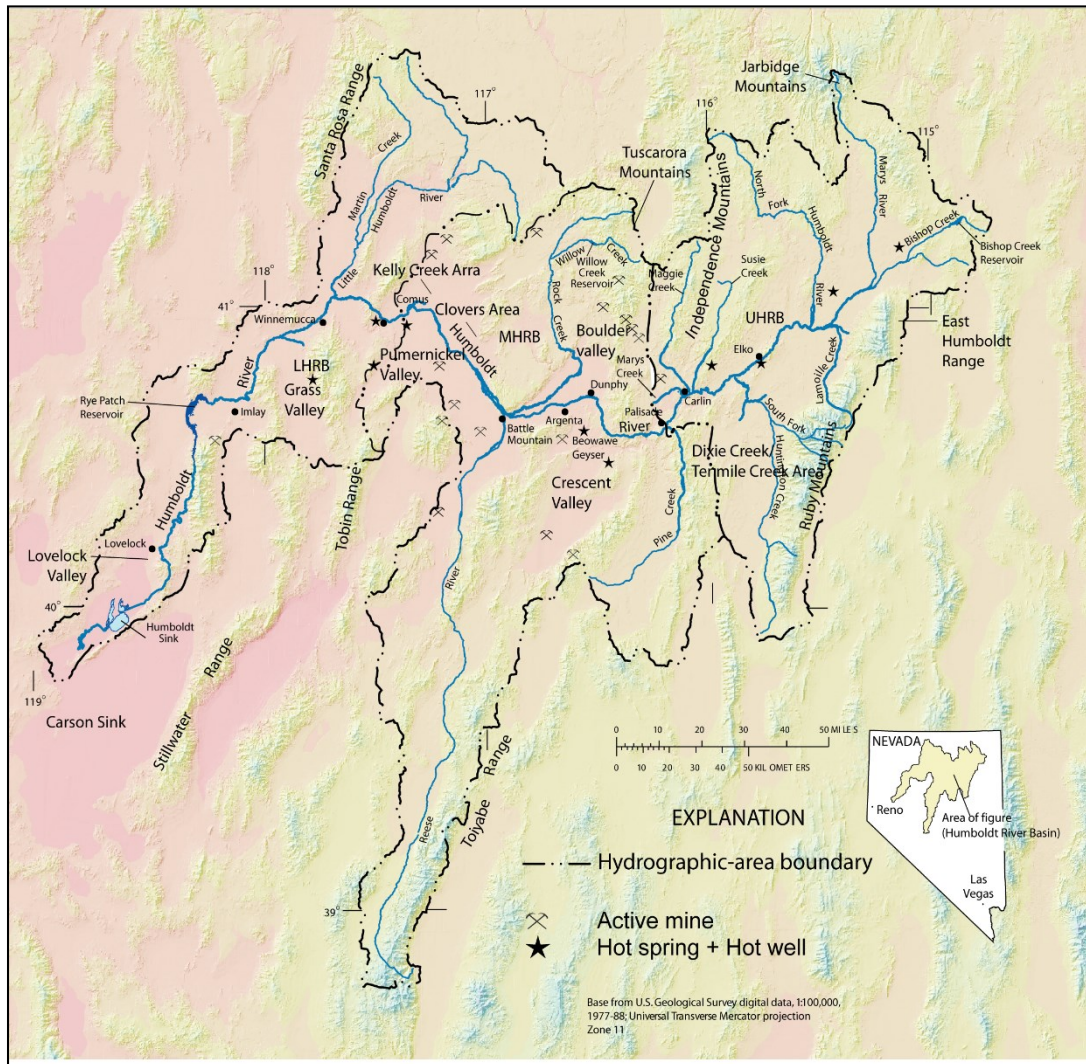 Jarbidge
Mountains
117°
116°
115°
Santa Rosa Range
Martin
Creek
Little
Humboldt
River
Tuscarora
Mountains
Independence Mountains
North
Fork
Humboldt
River
Marys
River
Bishop Creek
Bishop Creek
Reservoir
Willow
Creek
Willow
Creek
Reservoir
Rock
Creek
Maggie
Creek
Susie
Creek
118°
41°
Kelly Creek Arra
Comus
Clovers Area
Winnemucca
Humboldt
MHRB
Boulder
valley
UHRB
East
Humboldt
Range
Pumernickel
Valley
LHRB
Grass
Valley
River
Elko
Lamoille Creek
Marys
Creek
Dunphy
Carlin
Rye Patch
Reservoir
Imlay
Battle
Mountain
Argenta
Palisade
River
Beowawe
Geyser
South Fork
Huntington Creek
Dixie Creek/
Tenmile Creek Area
Ruby Mountains
Crescent
Valley
Humboldt
Tobin Range
Creek
Pine
Lovelock
Lovelock
Valley
River
40°
Humboldt
Sink
119°
Carson Sink
Stillwater
Range
Reese
Toiyabe
Range
39°
0 10 20 30 40 50 MILE S
0 10 20 30 40 50 KIL OMET ERS
NEVADA
Reno
Area of figure
(Humboldt River Basin)
Las
Vegas
EXPLANATION
Hydrographic-area boundary
Active mine
Hot spring + Hot well
Base from U.S. Geological Survey digital data, 1:100,000,
1977-88; Universal Transverse Mercator projection
Zone 11